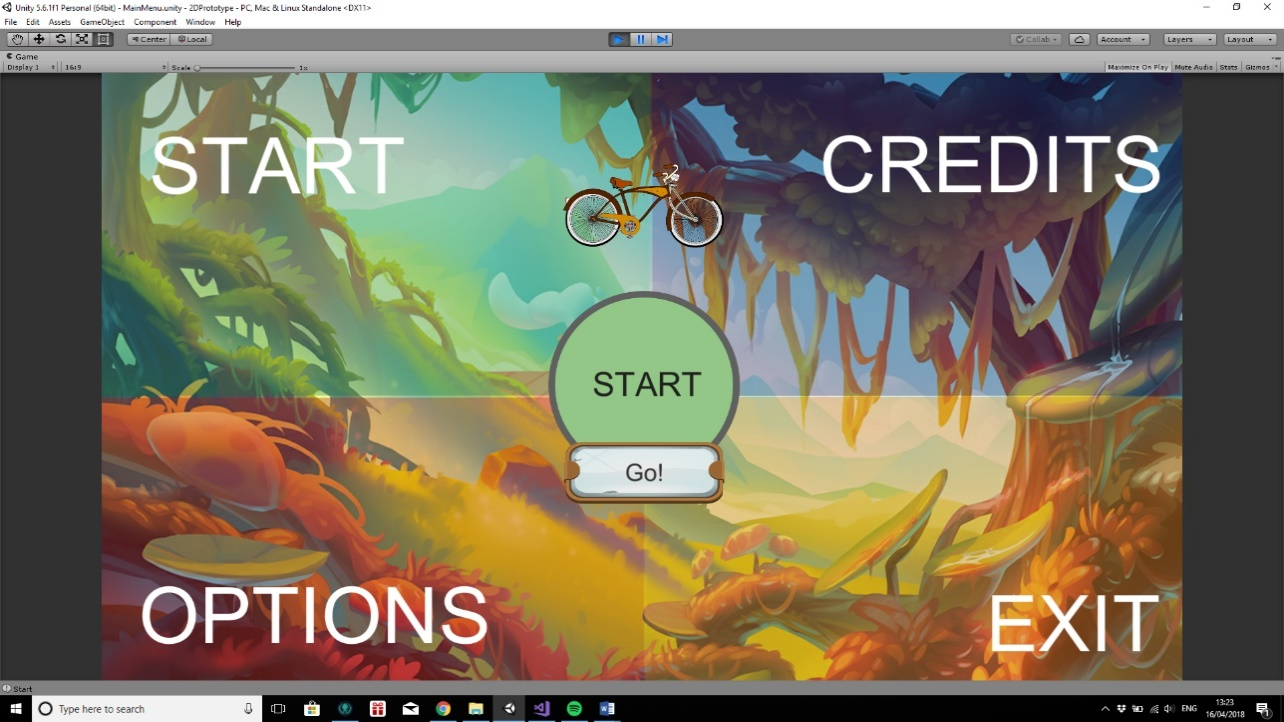 Unity 5.6.1f1 Personal (64bit) - MainMenu.unity - 2DPrototype - PC, Mac & Linux Standalone <DX11>
File Edit Assets GameObject Component Window Help
Center Local Collab Account Layers Layout
Game
Display 1 16:9 Scale 1x Maximize On Play Mute Audio Stats Gizmos
START CREDITS
START
Go!
OPTIONS EXIT
Start
Type here to search
ENG 13:23
16/04/2018
1